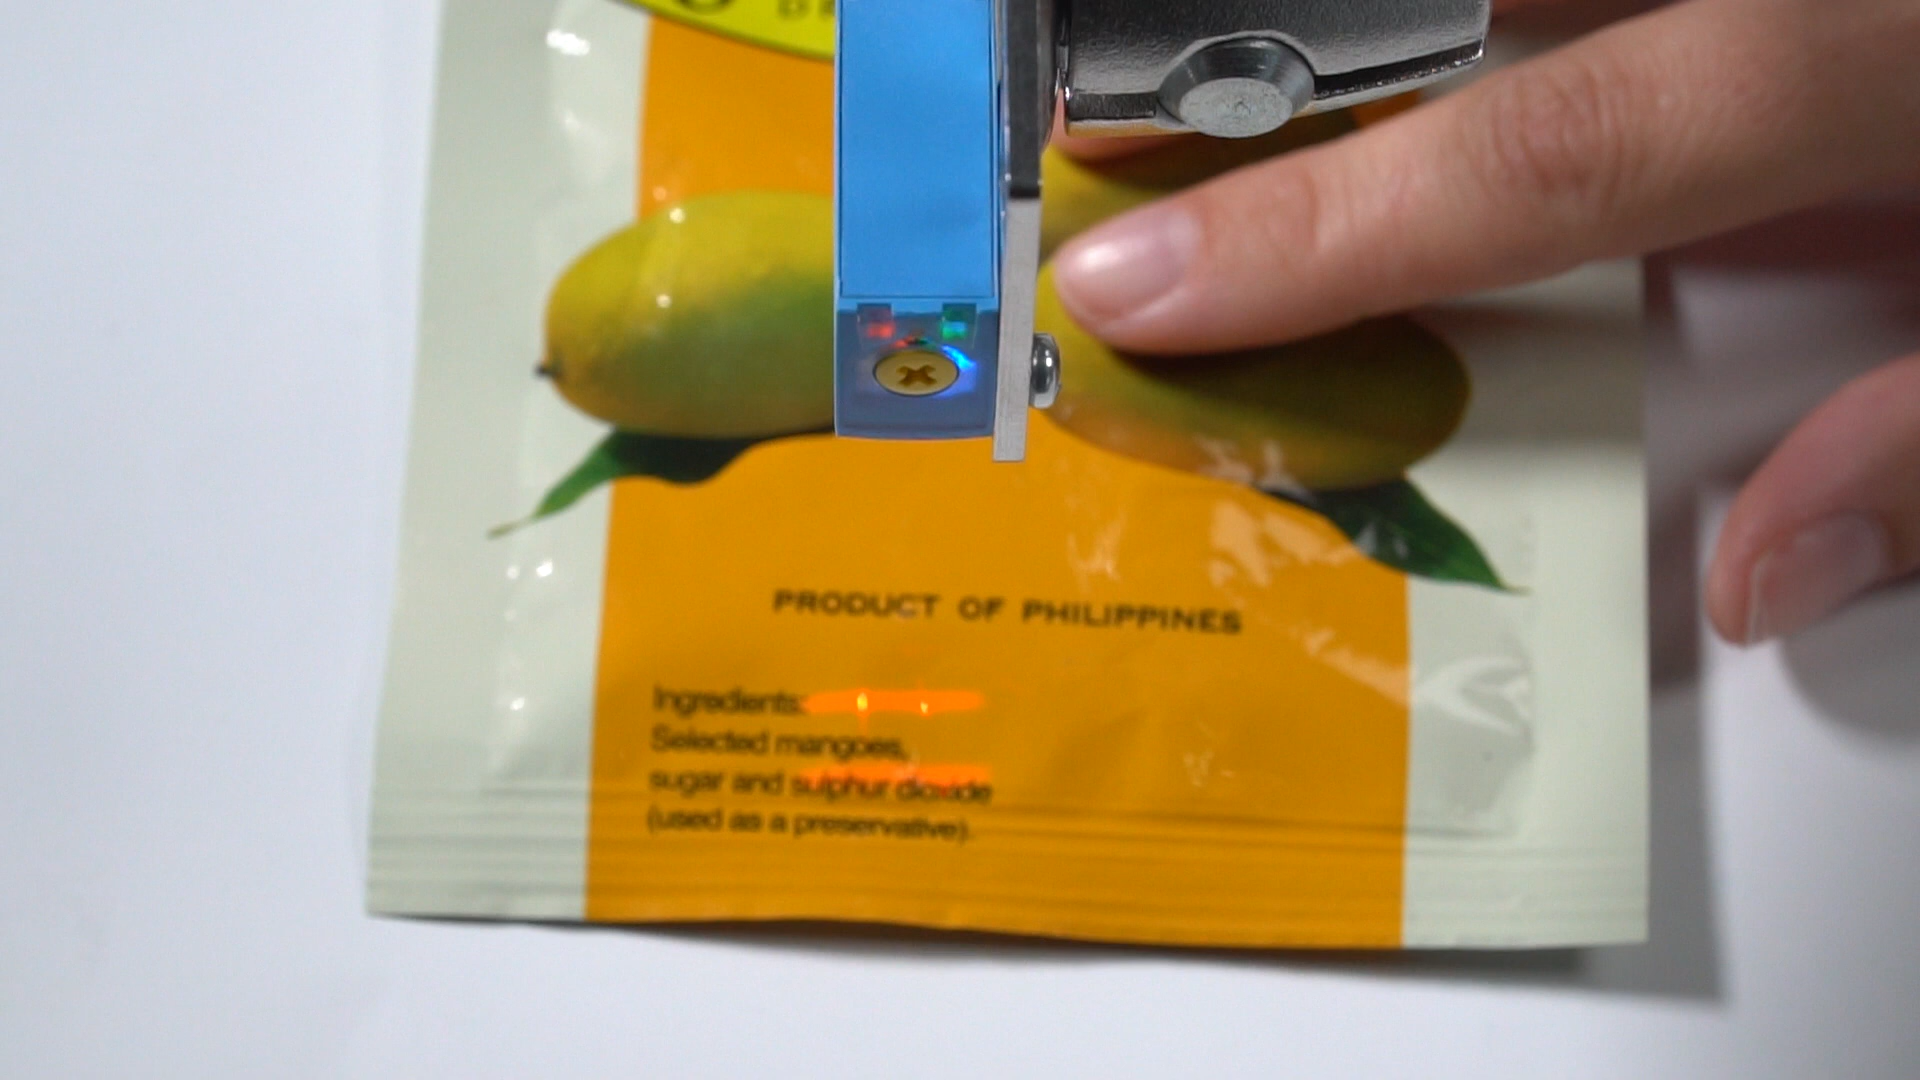 PRODUCT OF PHILIPPINES
Ingredients:
Selected mangoes,
sugar and sulphur dioxide
(used as a preservative).